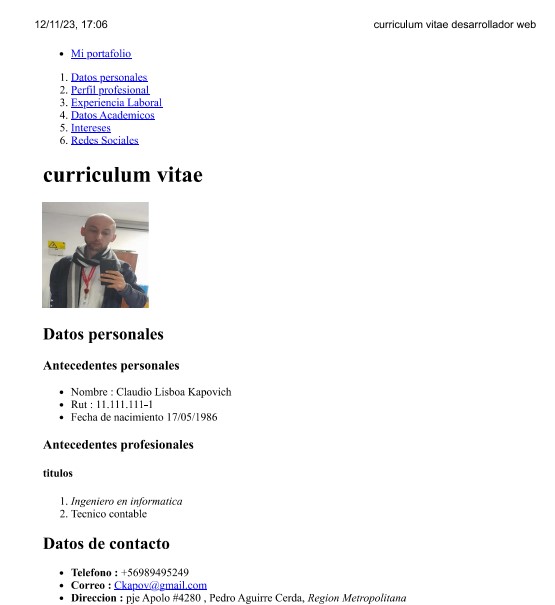 12/11/23, 17:06 curriculum vitae desarrollador web
• Mi portafolio
1. Datos personales
2. Perfil profesional
3. Experiencia Laboral
4. Datos Academicos
5. Intereses
6. Redes Sociales
curriculum vitae
Datos personales
Antecedentes personales
• Nombre : Claudio Lisboa Kapovich
• Rut : 11.111.111-1
• Fecha de nacimiento 17/05/1986
Antecedentes profesionales
titulos
1. Ingeniero en informatica
2. Tecnico contable
Datos de contacto
• Telefono : +56989495249
• Correo : Ckapov@gmail.com
• Direccion : pje Apolo #4280 , Pedro Aguirre Cerda, Region Metropolitana